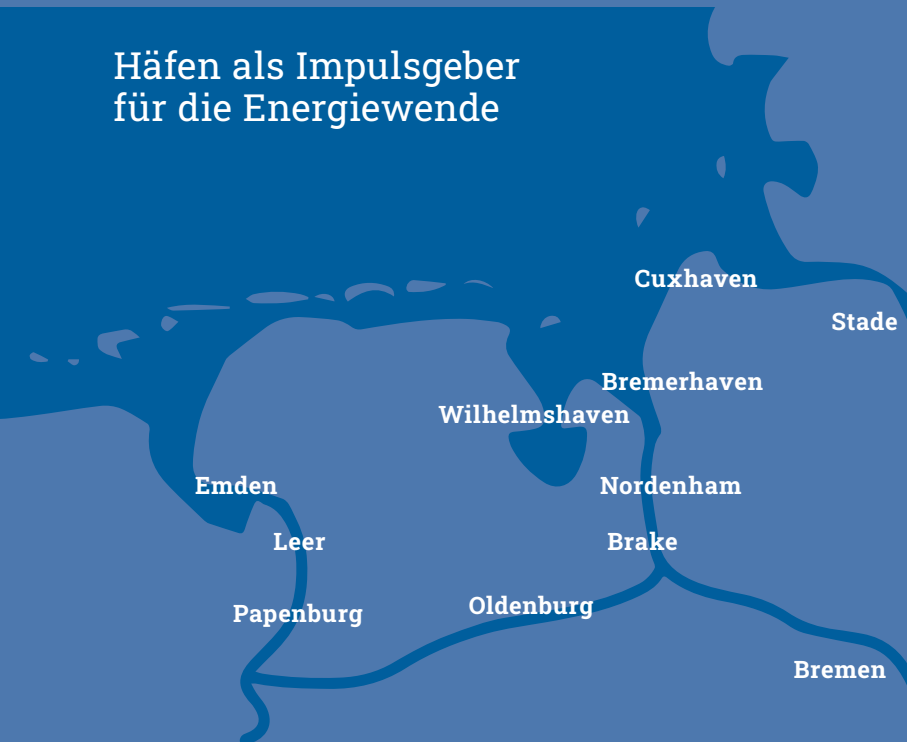 Häfen als Impulsgeber
für die Energiewende
Cuxhaven
Stade
Bremerhaven
Wilhelmshaven
Emden
Nordenham
Leer
Brake
Oldenburg
Papenburg
Bremen